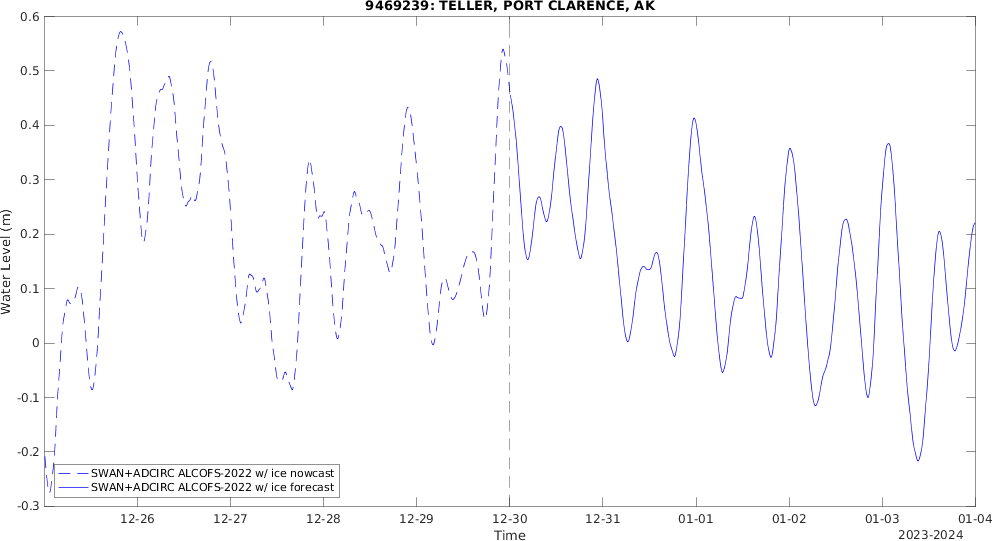 9469239: TELLER, PORT CLARENCE, AK
0.6
0.5
0.4
0.3
0.2
0.1
0
-0.1
-0.2
-0.3
Water Level (m)
SWAN+ADCIRC ALCOFS-2022 w/ ice nowcast
SWAN+ADCIRC ALCOFS-2022 w/ ice forecast
12-26 12-27 12-28 12-29 12-30 12-31 01-01 01-02 01-03 01-04
Time
2023-2024